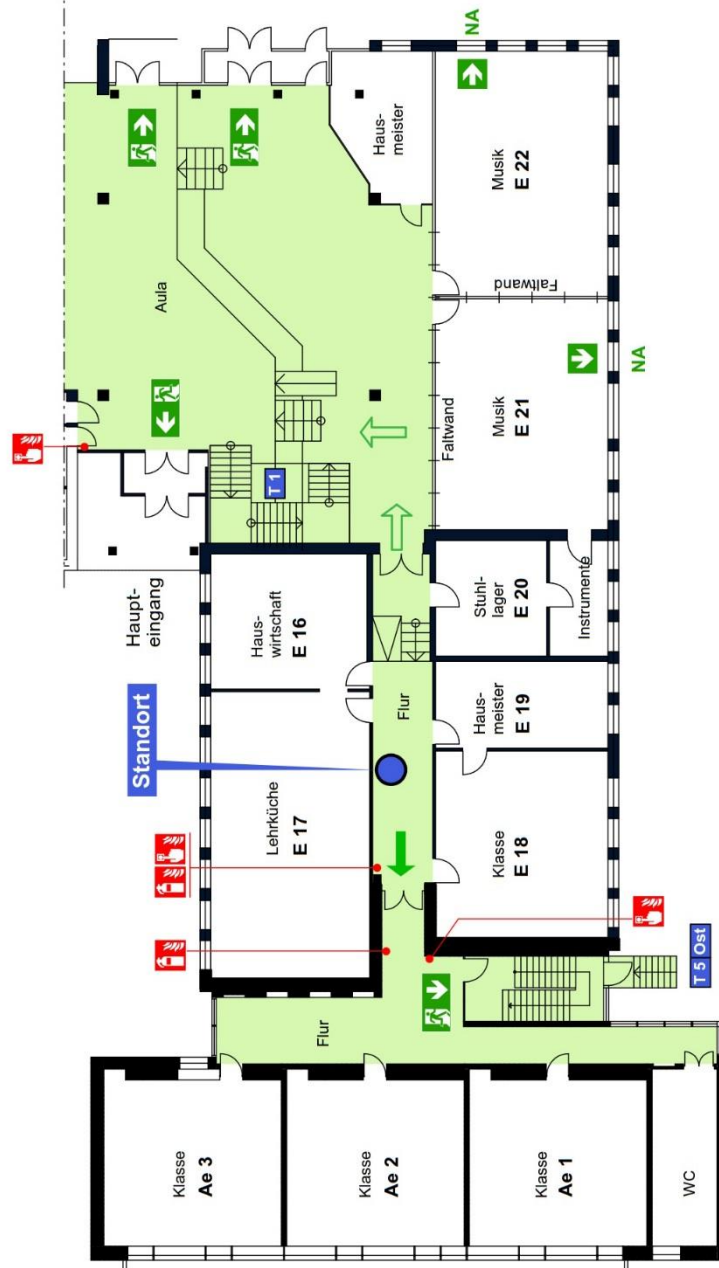 Klasse
Ae 3
Klasse
Ae 2
Klasse
Ae 1
WC
Flur
Lehrküche
E 17
Haus-
wirtschaft
E 16
Standort
Haupt-
eingang
Flur
Klasse
E 18
Haus-
meister
E 19
Stuhl-
lager
E 20
Instrumente
T 5 Ost
T 1
Aula
Faltwand
Musik
E 21
Faltwand
Musik
E 22
Haus-
meister
NA
NA